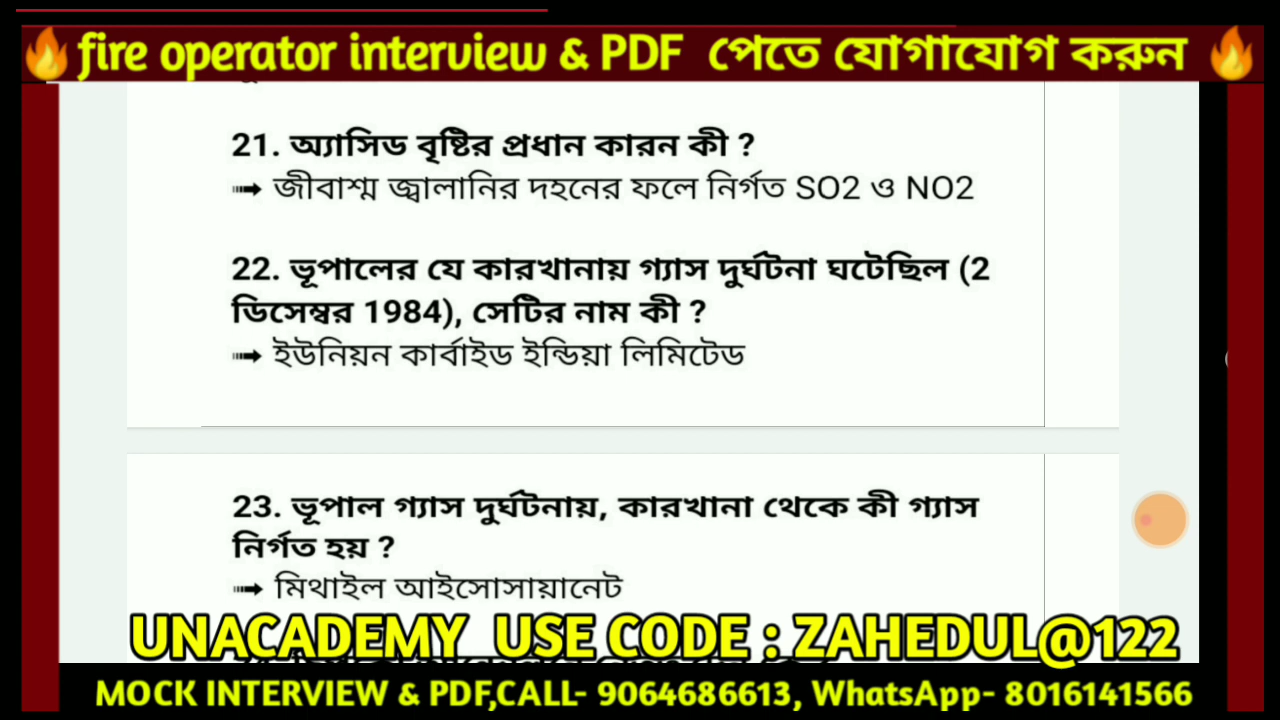 🔥fire operator interview & PDF পেতে যোগাযোগ করুন 🔥
21. অ্যাসিড বৃষ্টির প্রধান কারন কী ?
➟ জীবাশ্ম জ্বালানির দহনের ফলে নির্গত SO2 ও NO2
22. ভূপালের যে কারখানায় গ্যাস দুর্ঘটনা ঘটেছিল (2
ডিসেম্বর 1984), সেটির নাম কী ?
➟ ইউনিয়ন কার্বাইড ইন্ডিয়া লিমিটেড
23. ভূপাল গ্যাস দুর্ঘটনায়, কারখানা থেকে কী গ্যাস
নির্গত হয় ?
➟ মিথাইল আইসোসায়ানেট
UNACADEMY USE CODE : ZAHEDUL@122
MOCK INTERVIEW & PDF,CALL- 9064686613, WhatsApp- 8016141566